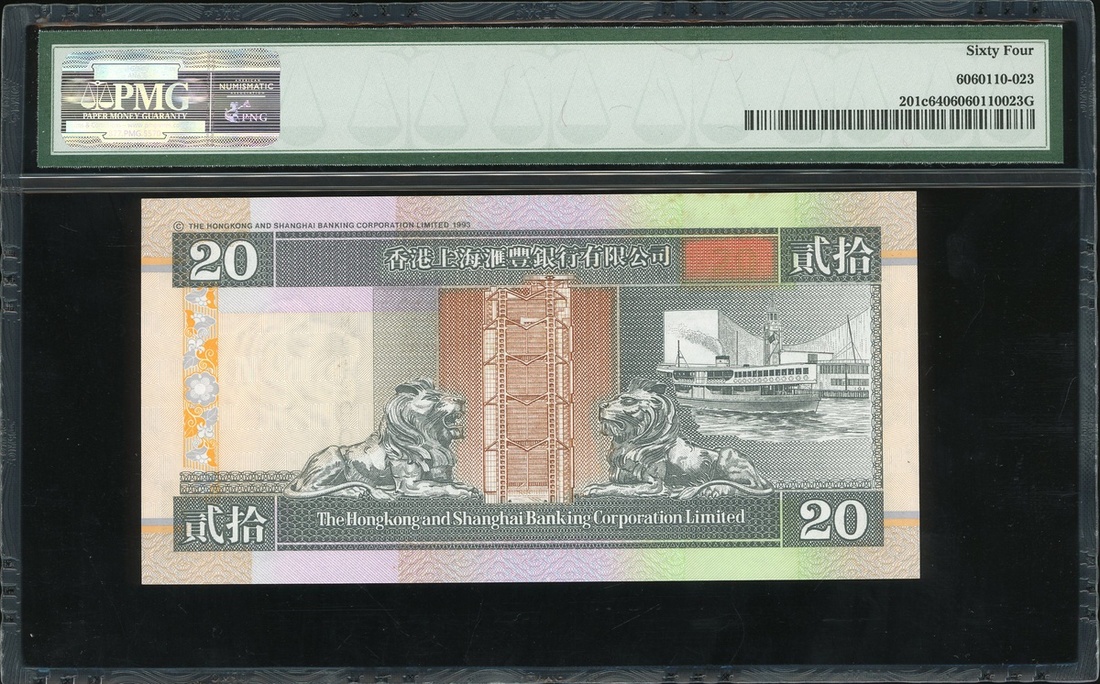 PMG
PAPER MONEY GUARANTY
NUMISMATIC
PNG
Sixty Four
6060110-023
201c6406060110023G
© THE HONGKONG AND SHANGHAI BANKING CORPORATION LIMITED 1993
20
香港上海滙豐銀行有限公司
貳拾
貳拾
The Hongkong and Shanghai Banking Corporation Limited
20